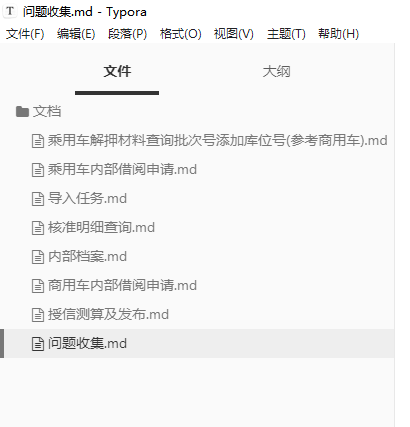 T 问题收集.md - Typora
文件(F) 编辑(E) 段落(P) 格式(O) 视图(V) 主题(T) 帮助(H)
文件 大纲
文档
乘用车解押材料查询批次号添加库位号(参考商用车).md
乘用车内部借阅申请.md
导入任务.md
核准明细查询.md
内部档案.md
商用车内部借阅申请.md
授信测算及发布.md
问题收集.md